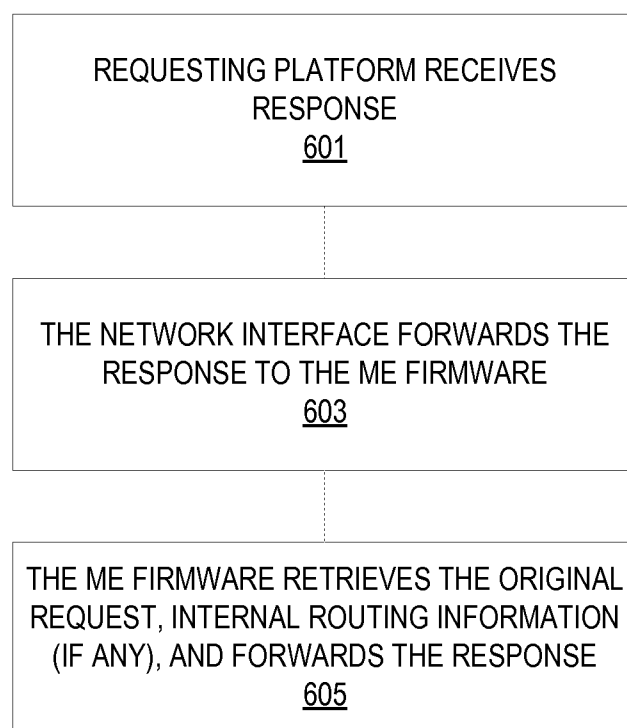 REQUESTING PLATFORM RECEIVES
RESPONSE
601
THE NETWORK INTERFACE FORWARDS THE
RESPONSE TO THE ME FIRMWARE
603
THE ME FIRMWARE RETRIEVES THE ORIGINAL
REQUEST, INTERNAL ROUTING INFORMATION
(IF ANY), AND FORWARDS THE RESPONSE
605